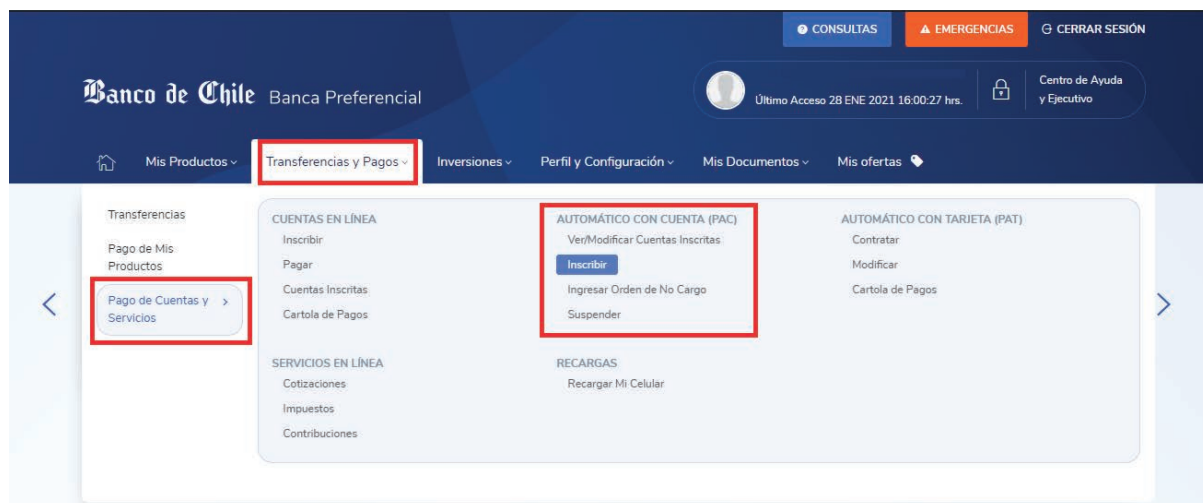 CONSULTAS
EMERGENCIAS
CERRAR SESIÓN
Banco de Chile Banca Preferencial
Último Acceso 28 ENE 2021 16:00:27 hrs.
Centro de Ayuda
y Ejecutivo
Mis Productos
Transferencias y Pagos
Inversiones
Perfil y Configuración
Mis Documentos
Mis ofertas
Transferencias
Pago de Mis
Productos
Pago de Cuentas y
Servicios
CUENTAS EN LÍNEA
Inscribir
Pagar
Cuentas Inscritas
Cartola de Pagos
AUTOMÁTICO CON CUENTA (PAC)
Ver/Modificar Cuentas Inscritas
Inscribir
Ingresar Orden de No Cargo
Suspender
AUTOMÁTICO CON TARJETA (PAT)
Contratar
Modificar
Cartola de Pagos
SERVICIOS EN LÍNEA
Cotizaciones
Impuestos
Contribuciones
RECARGAS
Recargar Mi Celular